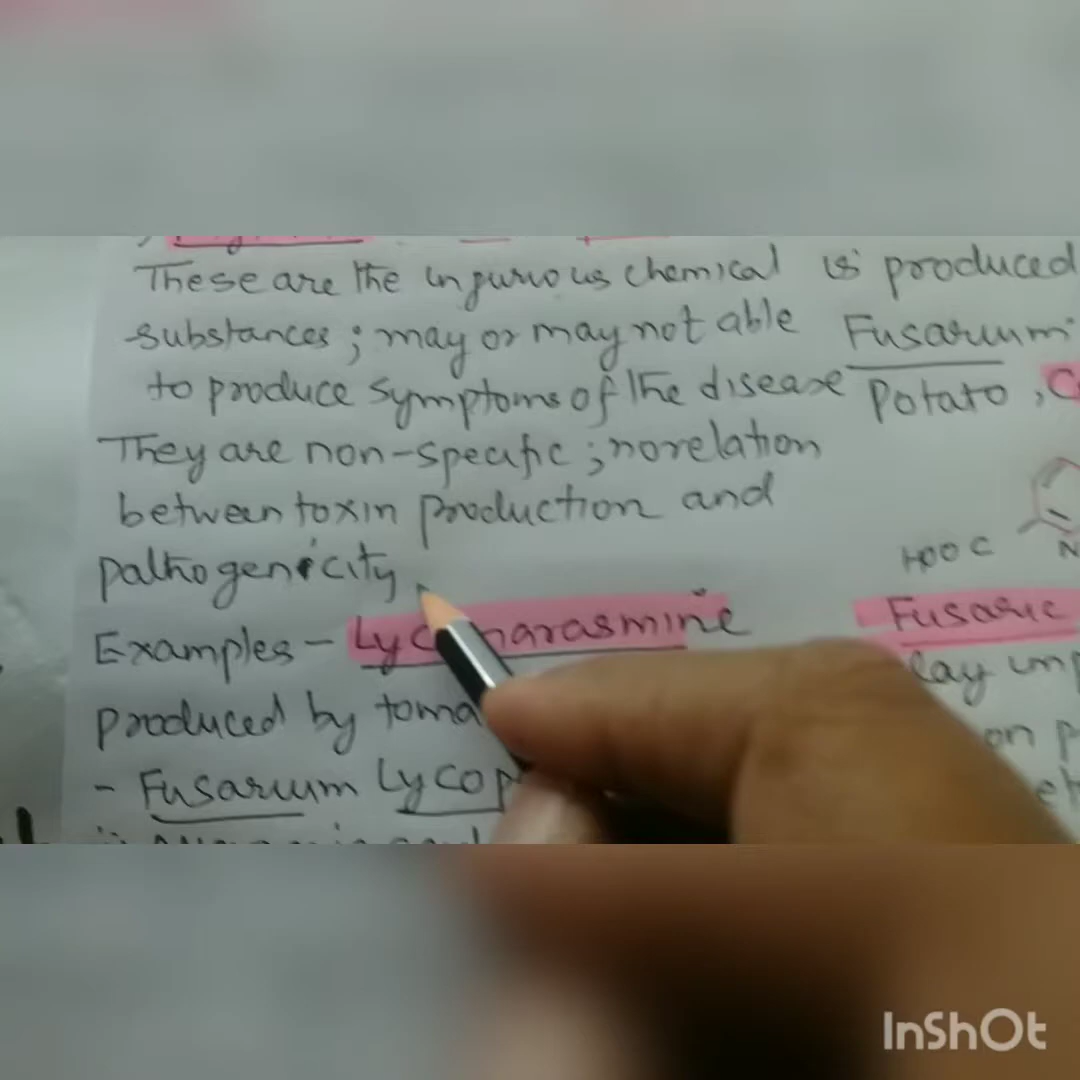 These are the injurious chemical
substances; may or may not able
to produce symptoms of the disease
They are non-specific; no relation
between toxin production and
pathogenicity.
Examples- Lycomarasmine
produced by
- Fusarium
is produced
Fusarium
Potato,
HOOC
N
Fusaric
on
InShOt